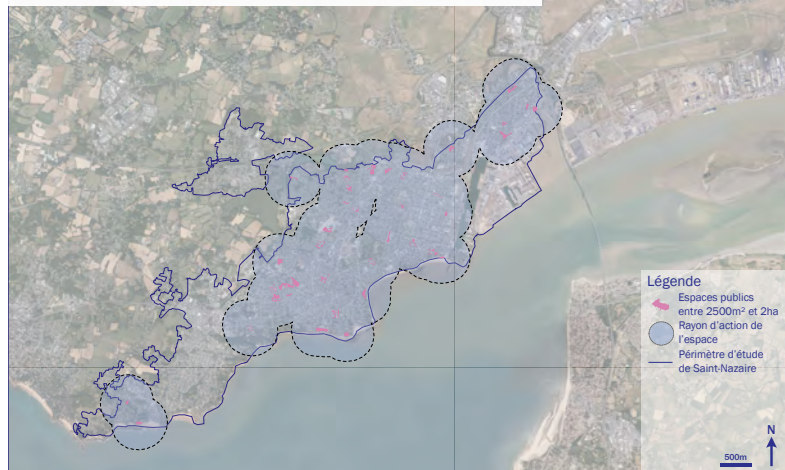 Légende
Espaces publics
entre 2500m² et 2ha
Rayon d'action de
l'espace
Périmètre d'étude
de Saint-Nazaire
N
500m